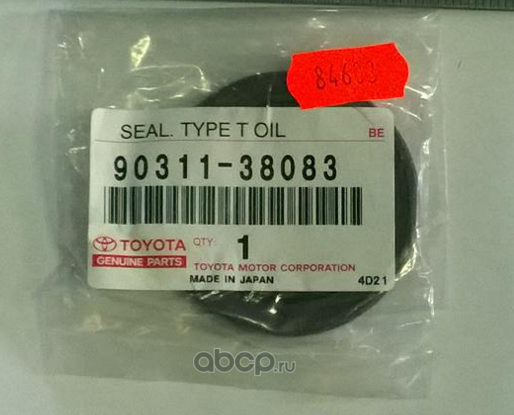 84603
SEAL. TYPE T OIL
BE
90311-38083
TOYOTA
GENUINE PARTS
QTY: 1
TOYOTA MOTOR CORPORATION
MADE IN JAPAN
4D21
abcp.ru